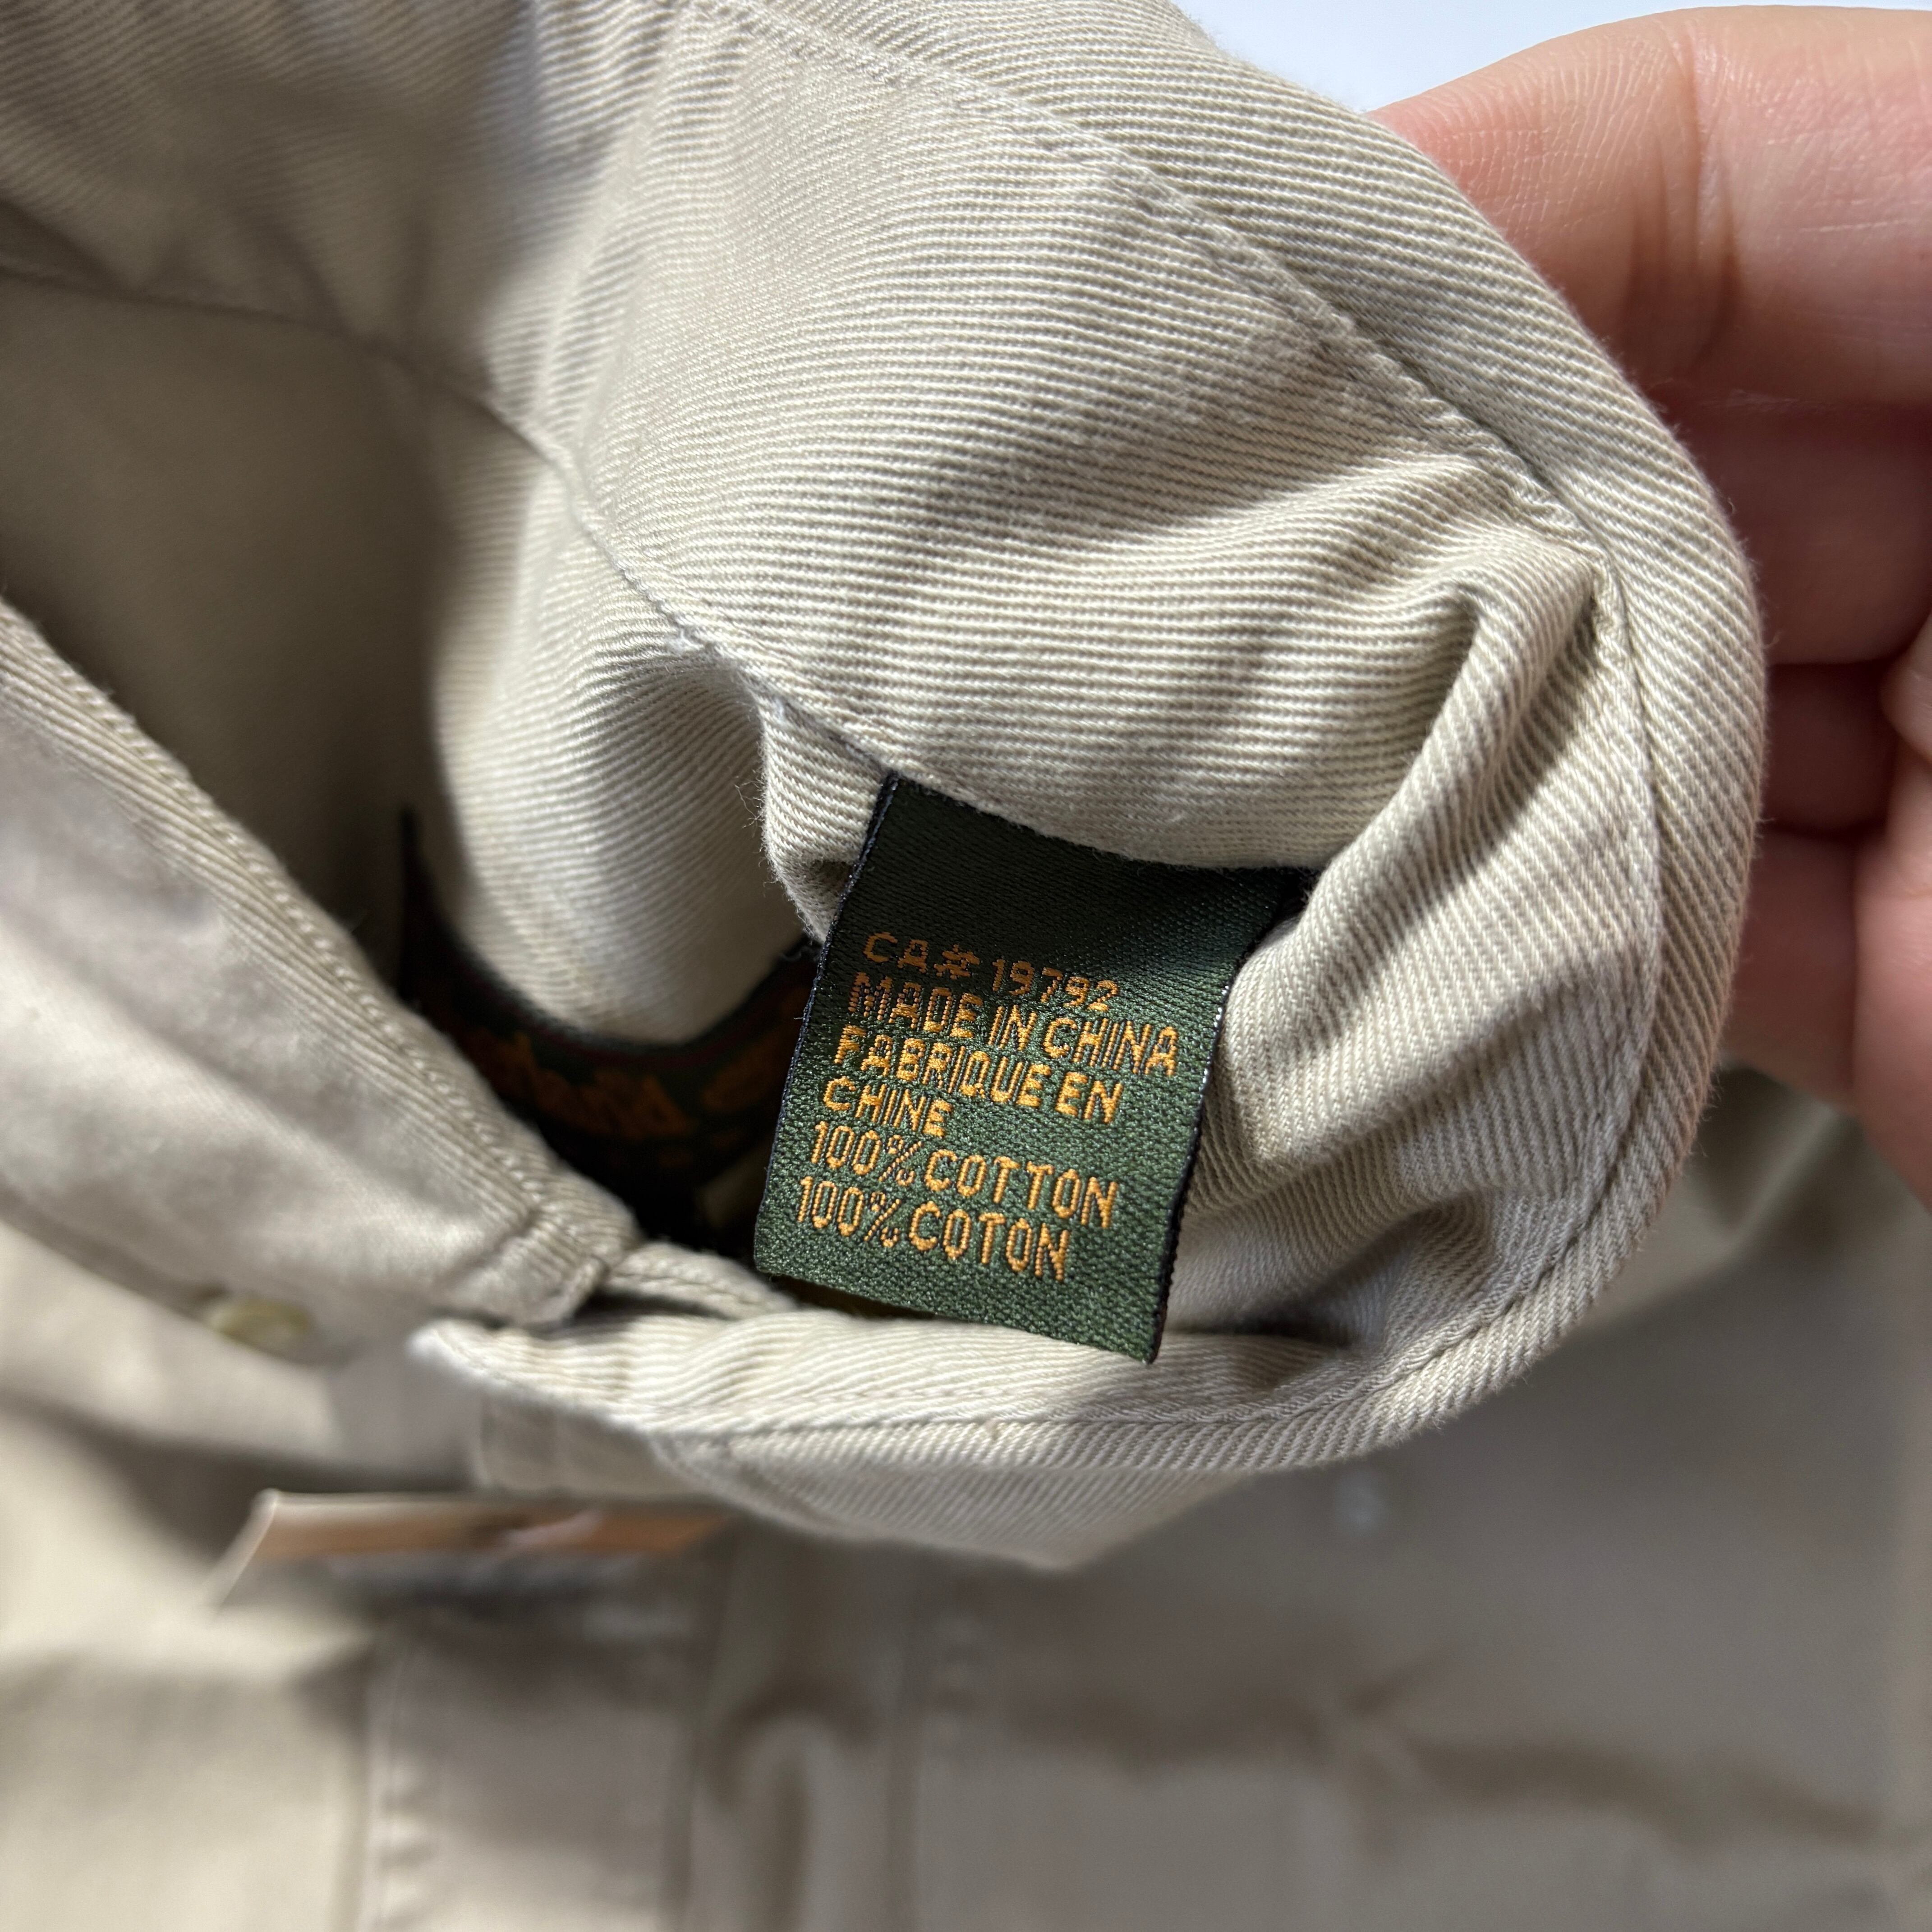 CA# 19792
MADE IN CHINA
FABRIQUE EN
CHINE
100% COTTON
100% COTON